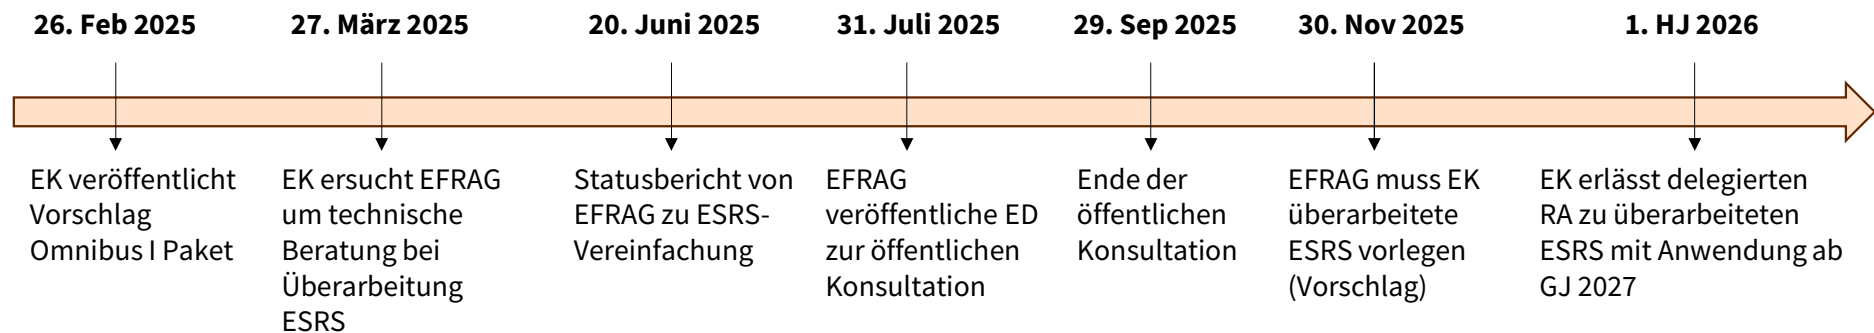 26. Feb 2025
27. März 2025
20. Juni 2025
31. Juli 2025
29. Sep 2025
30. Nov 2025
1. HJ 2026
EK veröffentlicht
Vorschlag
Omnibus I Paket
EK ersucht EFRAG
um technische
Beratung bei
Überarbeitung
ESRS
Statusbericht von
EFRAG zu ESRS-
Vereinfachung
EFRAG
veröffentliche ED
zur öffentlichen
Konsultation
Ende der
öffentlichen
Konsultation
EFRAG muss EK
überarbeitete
ESRS vorlegen
(Vorschlag)
EK erlässt delegierten
RA zu überarbeiteten
ESRS mit Anwendung ab
GJ 2027